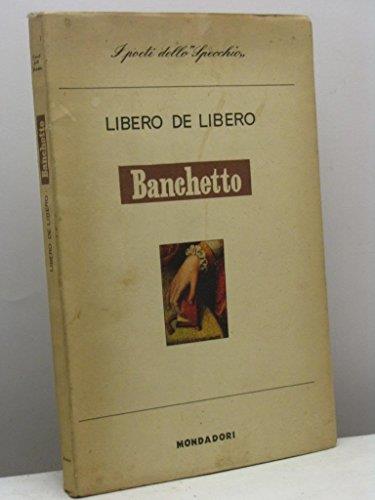 I poeti dello "Specchio„
LIBERO DE LIBERO
Banchetto
MONDADORI
LIBERO DE LIBERO
Banchetto